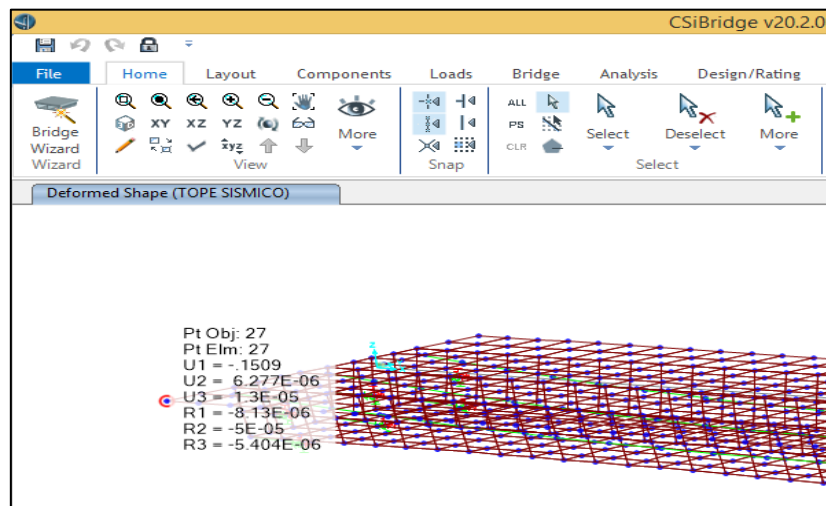 CSiBridge v20.2.0
File Home Layout Components Loads Bridge Analysis Design/Rating
XY XZ YZ
xyz
Bridge
Wizard
Wizard
More
View
Snap
ALL
PS
CLR
Select
Deselect
More
Select
Deformed Shape (TOPE SISMICO)
Pt Obj: 27
Pt Elm: 27
U1 = -.1509
U2 = 6.277E-06
U3 = 1.3E-05
R1 = -8.13E-06
R2 = -5E-05
R3 = -5.404E-06
Z